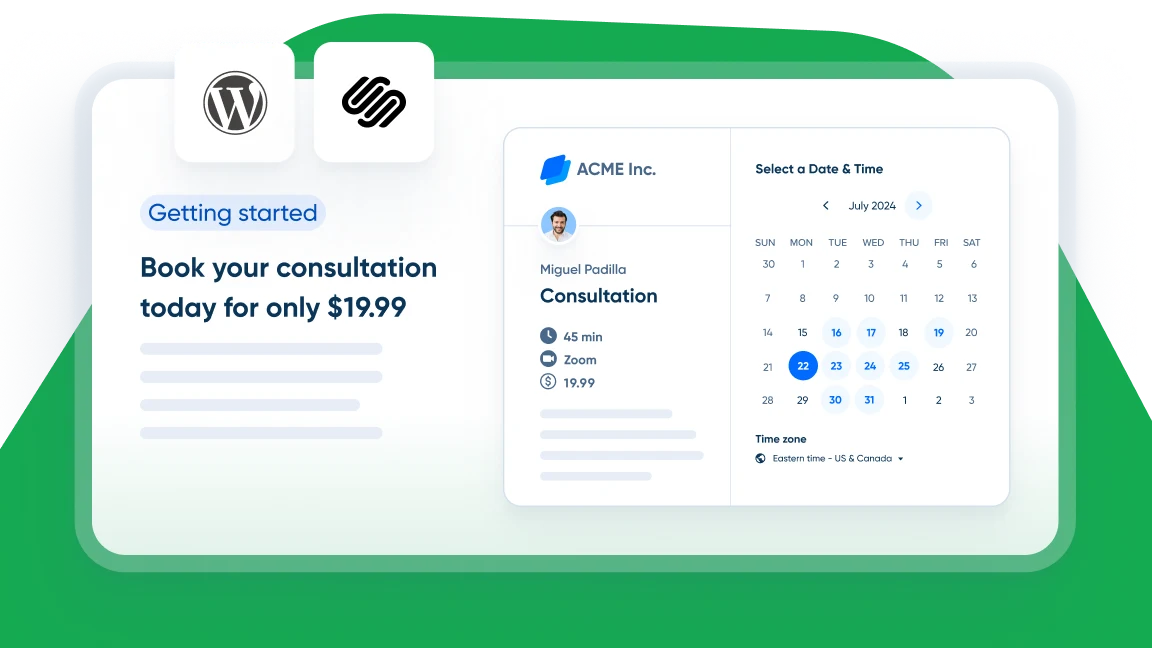 Getting started
Book your consultation
today for only $19.99
ACME Inc.
Miguel Padilla
Consultation
45 min
Zoom
19.99
Select a Date & Time
July 2024
SUN MON TUE WED THU FRI SAT
30 1 2 3 4 5 6
7 8 9 10 11 12 13
14 15 16 17 18 19 20
21 22 23 24 25 26 27
28 29 30 31 1 2 3
Time zone
Eastern time - US & Canada